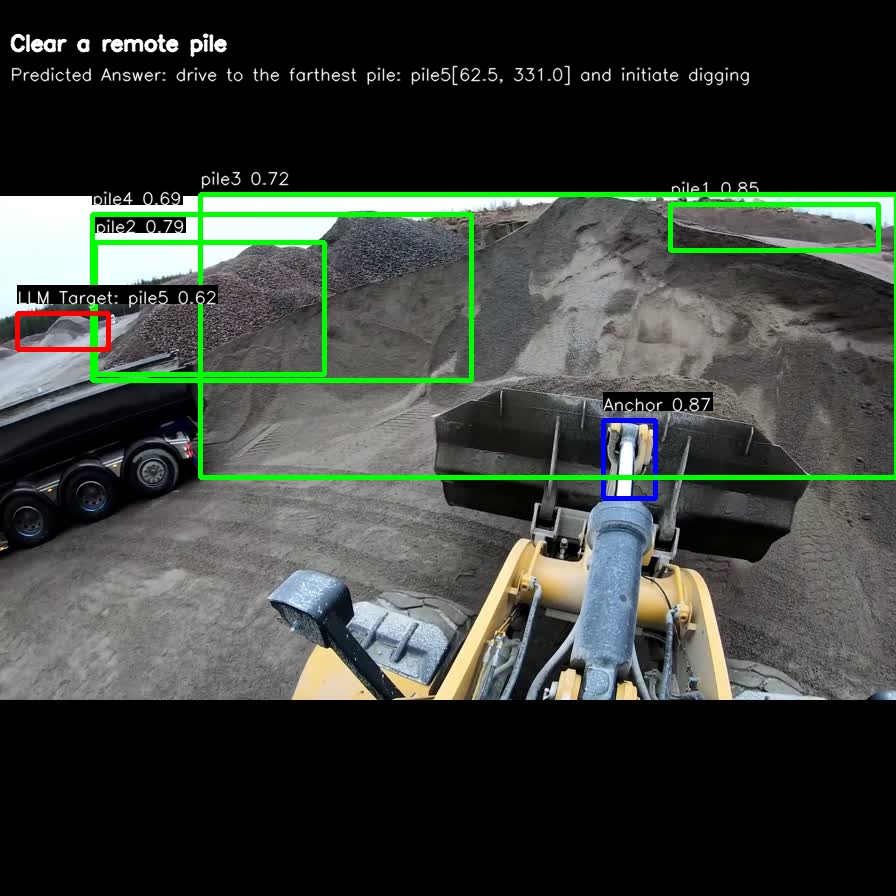 Clear a remote pile
Predicted Answer: drive to the farthest pile: pile5[62.5, 331.0] and initiate digging
pile3 0.72
pile1 0.85
pile4 0.69
pile2 0.79
LLM Target: pile5 0.62
Anchor 0.87